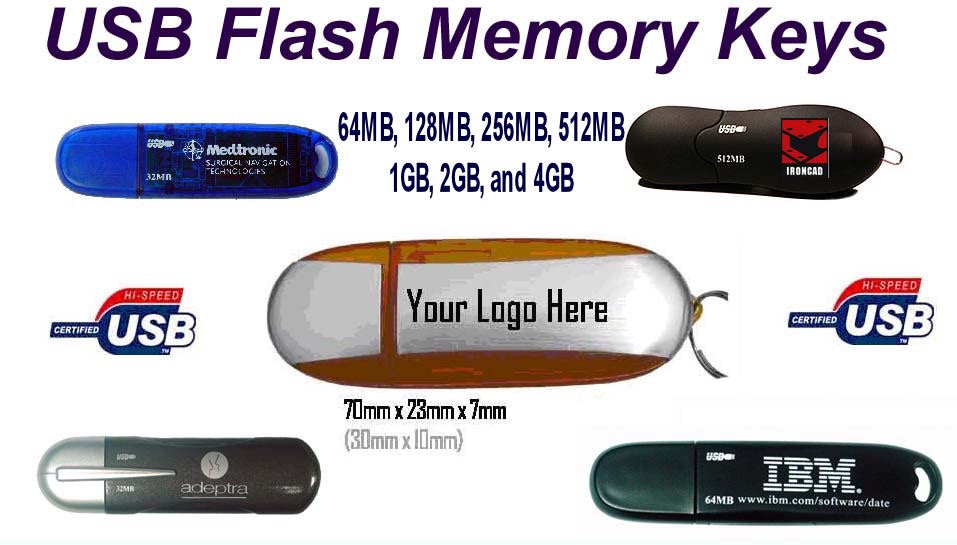 USB Flash Memory Keys
64MB, 128MB, 256MB, 512MB
1GB, 2GB, and 4GB
USB
Medtronic
SURGICAL NAVIGATION
TECHNOLOGIES
32MB
USB
512MB
IRONCAD
HI-SPEED
CERTIFIED
USB
TM
Your Logo Here
HI-SPEED
CERTIFIED
USB
TM
70mm x 23mm x 7mm
(30mm x 10mm)
USB
32MB
adeptra
USB
IBM.
64MB www.ibm.com/software/date